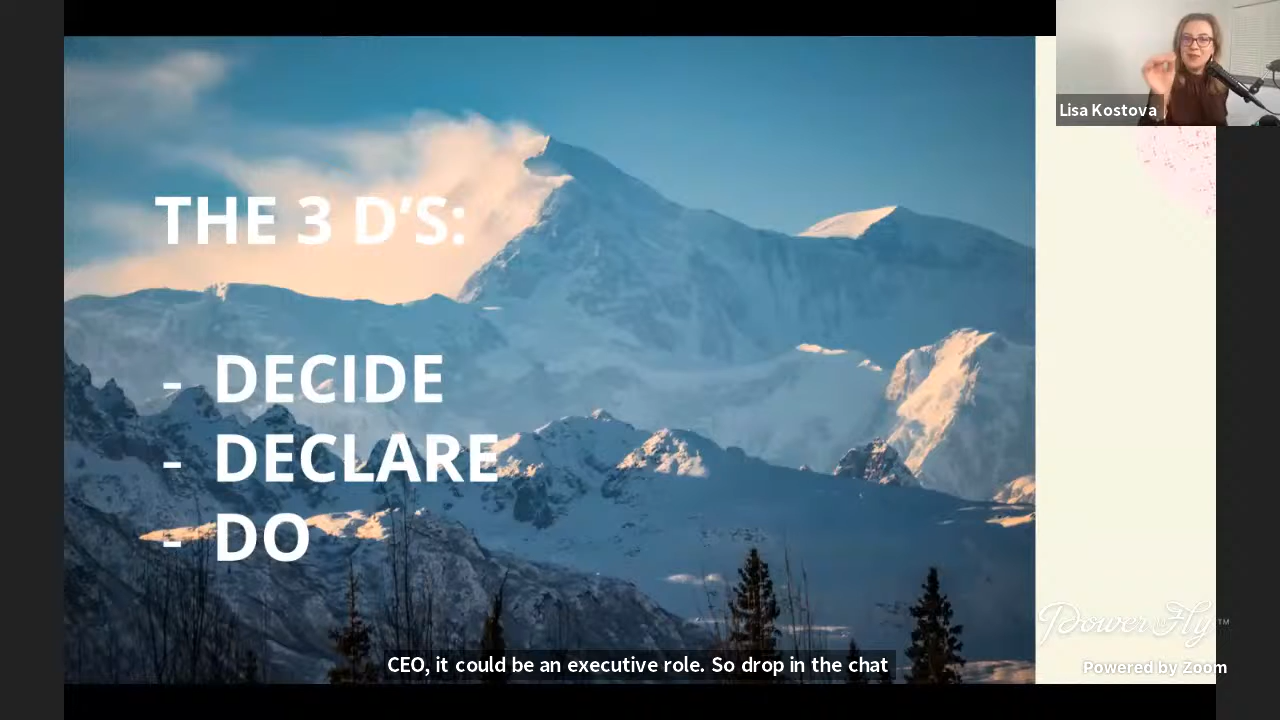 Lisa Kostova
THE 3 D’S:
- DECIDE
- DECLARE
- DO
PowerToFly™
CEO, it could be an executive role. So drop in the chat
Powered by Zoom